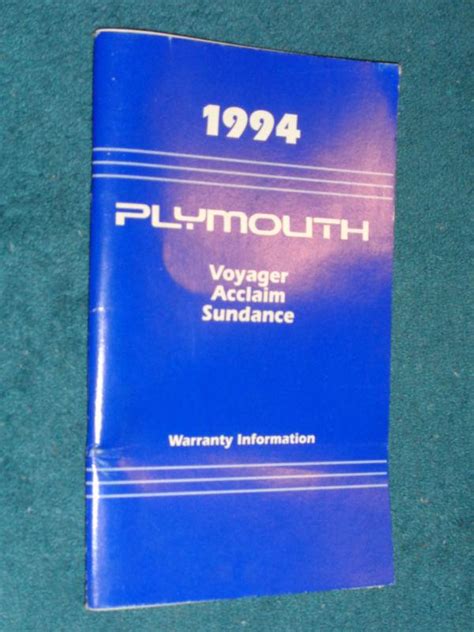 1994
PLYMOUTH
Voyager
Acclaim
Sundance
Warranty Information